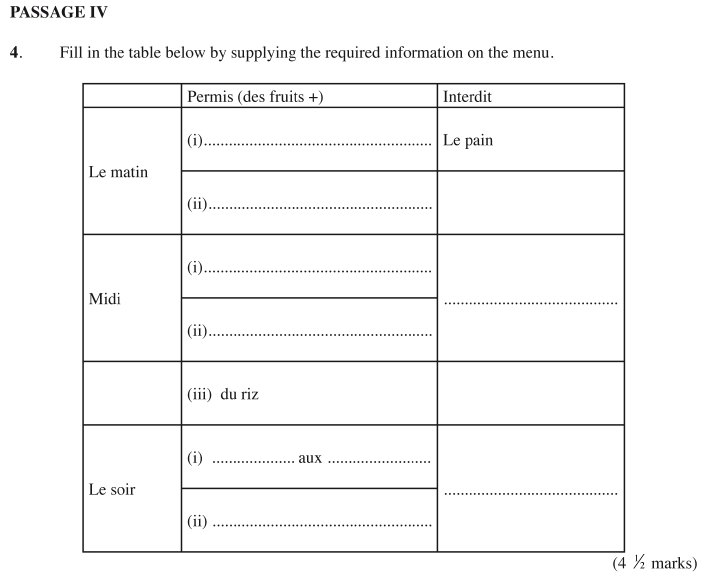 PASSAGE IV
4. Fill in the table below by supplying the required information on the menu.
Permis (des fruits +) Interdit
Le matin
(i)...................................................... Le pain
(ii).....................................................
Midi
(i)......................................................
.........................................
(ii).....................................................
(iii) du riz
Le soir
(i) .................... aux .........................
.........................................
(ii) ....................................................
(4 ½ marks)